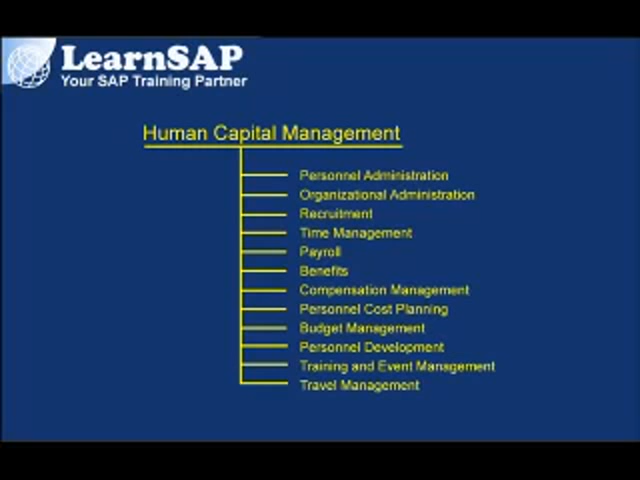 LearnSAP
Your SAP Training Partner
Human Capital Management
Personnel Administration
Organizational Administration
Recruitment
Time Management
Payroll
Benefits
Compensation Management
Personnel Cost Planning
Budget Management
Personnel Development
Training and Event Management
Travel Management